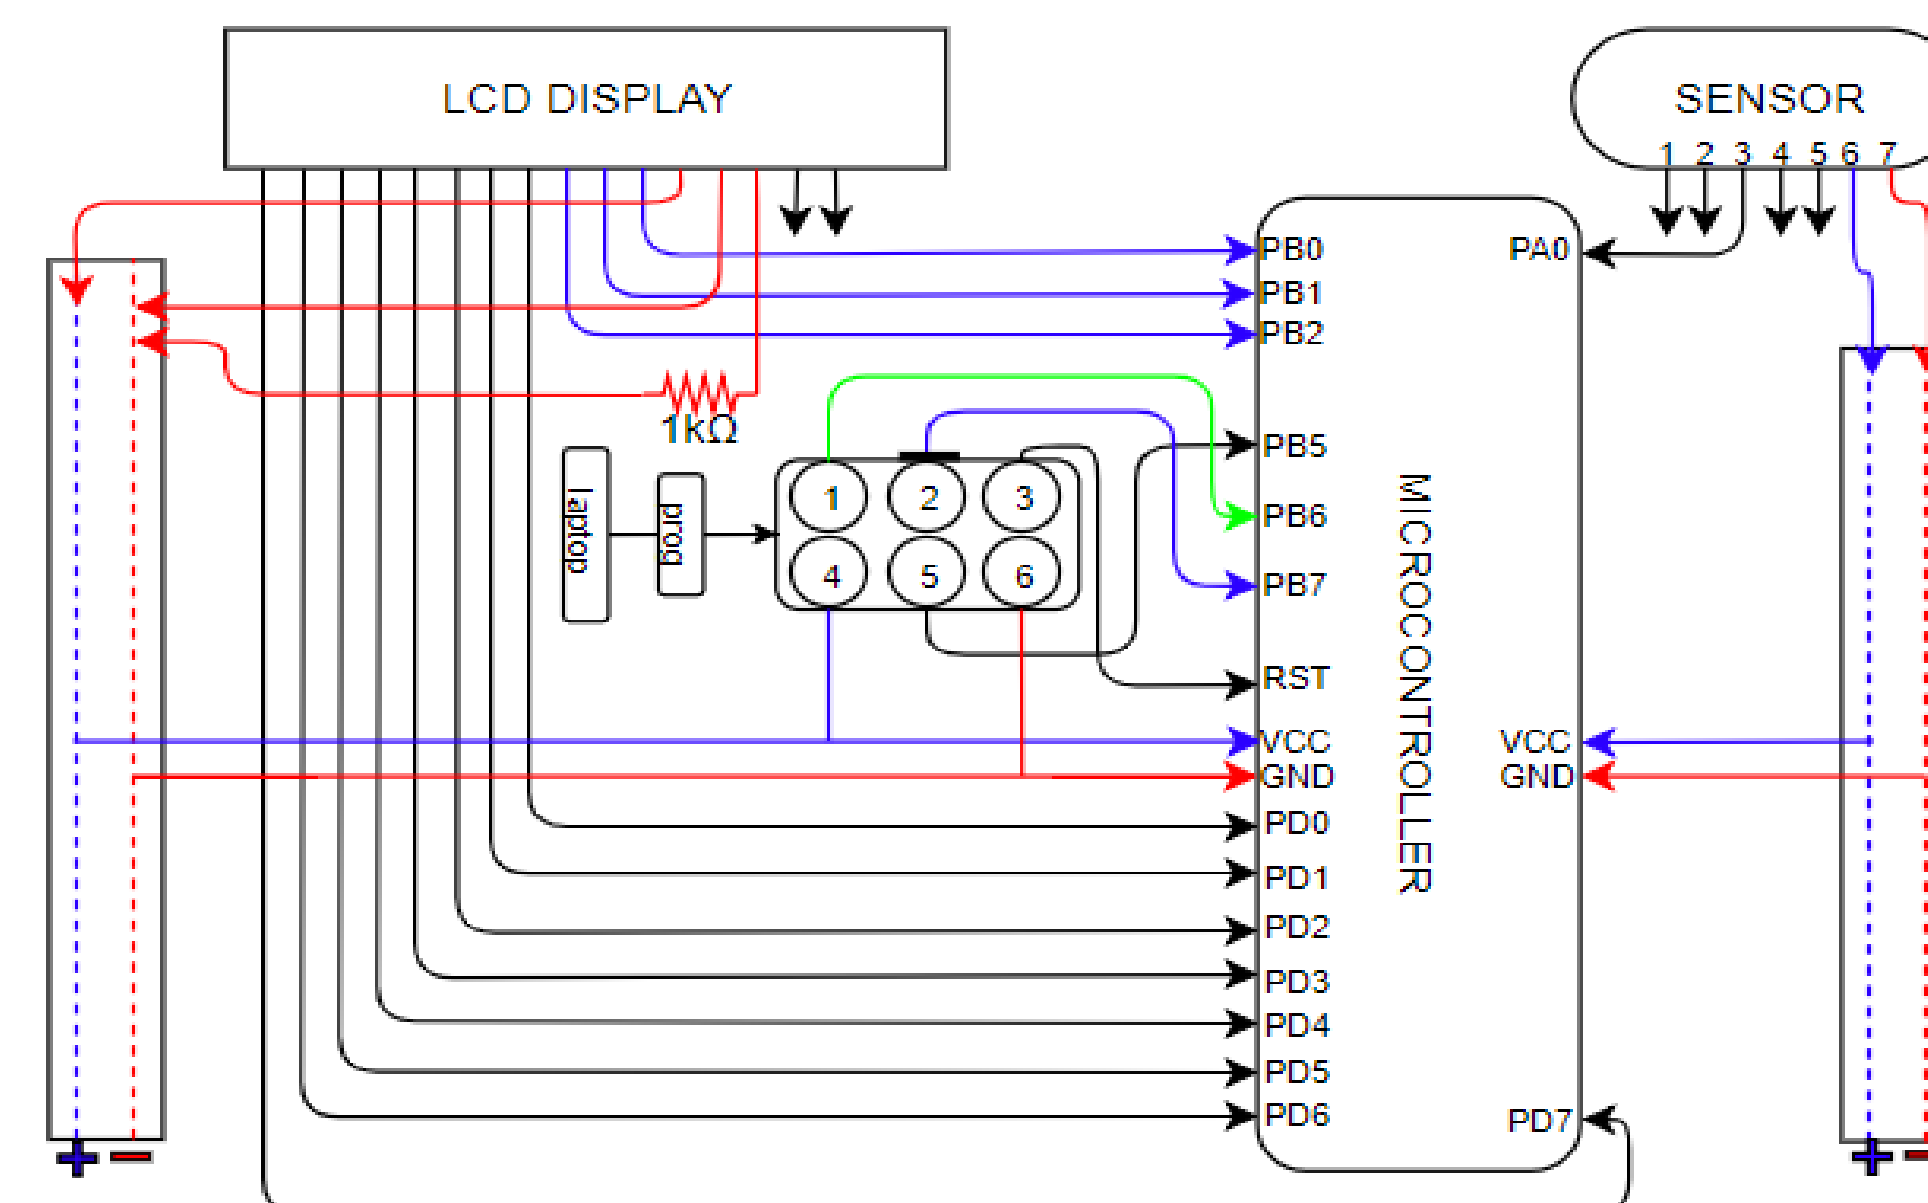 LCD DISPLAY
SENSOR
1 2 3 4 5 6 7
PB0
PA0
PB1
PB2
1kΩ
PB5
1 2 3
PB6
laptop
prog
4 5 6
PB7
MICROCONTROLLER
RST
VCC
VCC
GND
GND
PD0
PD1
PD2
PD3
PD4
PD5
PD6
PD7
+ −
+ −